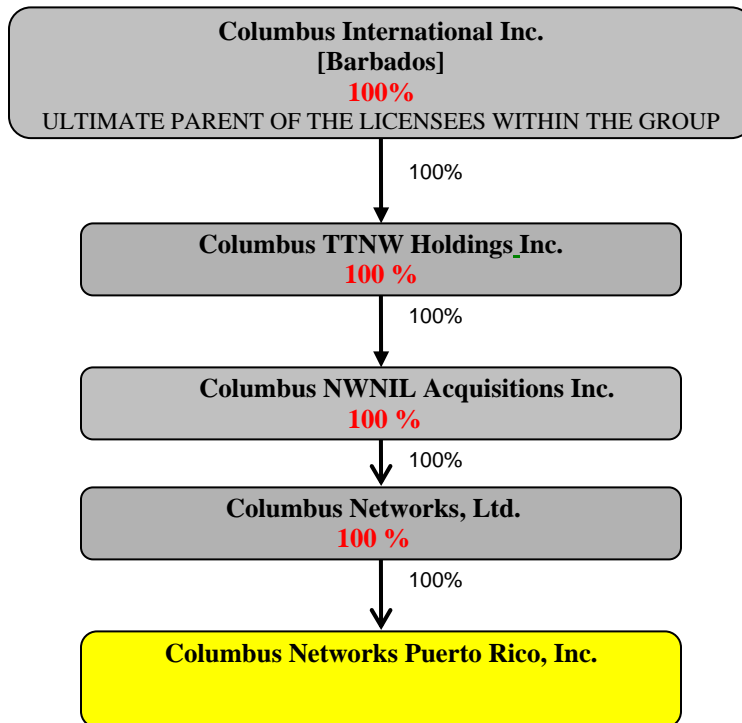 Columbus International Inc.
[Barbados]
100%
ULTIMATE PARENT OF THE LICENSEES WITHIN THE GROUP
100%
Columbus TTNW Holdings Inc.
100 %
100%
Columbus NWNIL Acquisitions Inc.
100 %
100%
Columbus Networks, Ltd.
100 %
100%
Columbus Networks Puerto Rico, Inc.